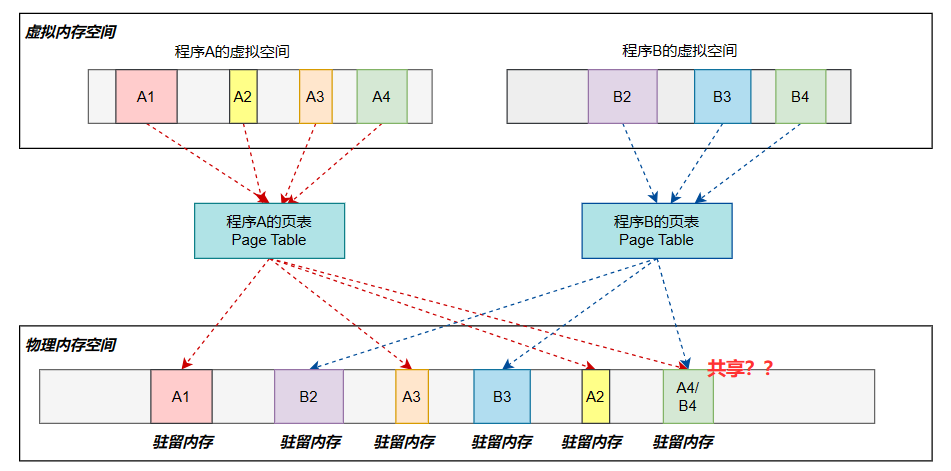 虚拟内存空间
程序A的虚拟空间
程序B的虚拟空间
A1
A2
A3
A4
B2
B3
B4
程序A的页表
Page Table
程序B的页表
Page Table
物理内存空间
共享? ?
A1
B2
A3
B3
A2
A4/
B4
驻留内存
驻留内存
驻留内存
驻留内存
驻留内存
驻留内存